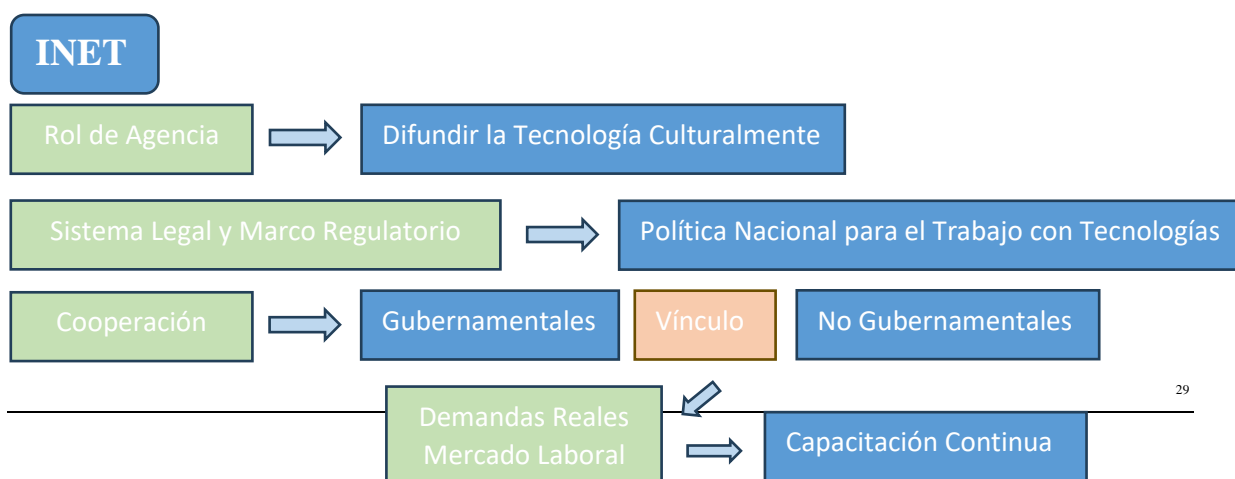 INET
Rol de Agencia
Difundir la Tecnología Culturalmente
Sistema Legal y Marco Regulatorio
Política Nacional para el Trabajo con Tecnologías
Cooperación
Gubernamentales
Vínculo
No Gubernamentales
29
Demandas Reales
Mercado Laboral
Capacitación Continua